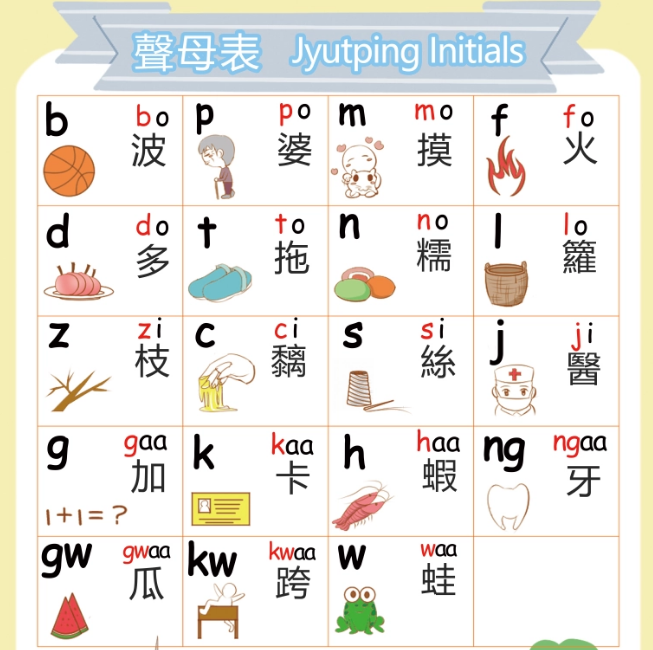 聲母表 Jyutping Initials
b bo 波
p po 婆
m mo 摸
f fo 火
d do 多
t to 拖
n no 糯
l lo 籮
z zi 枝
c ci 黐
s si 絲
j ji 醫
g gaa 加
1+1=?
k kaa 卡
h haa 蝦
ng ngaa 牙
gw gwaa 瓜
kw kwaa 跨
w waa 蛙